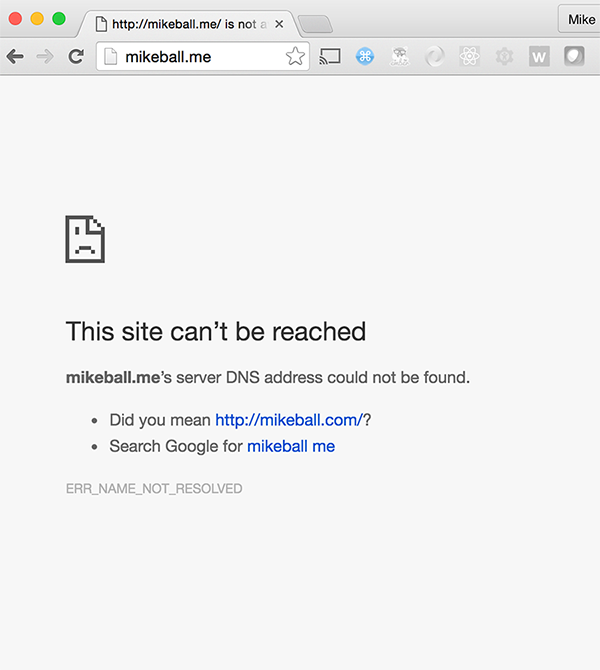 http://mikeball.me/ is not a
Mike
mikeball.me
W
This site can’t be reached
mikeball.me’s server DNS address could not be found.
• Did you mean http://mikeball.com/?
• Search Google for mikeball me
ERR_NAME_NOT_RESOLVED